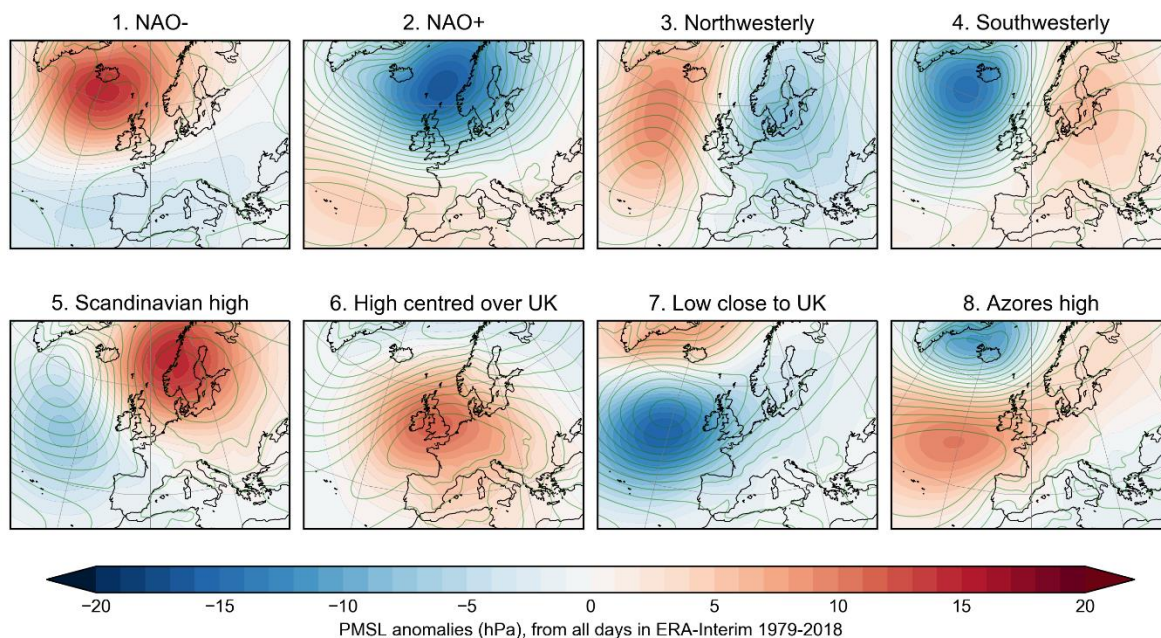 1. NAO-
2. NAO+
3. Northwesterly
4. Southwesterly
5. Scandinavian high
6. High centred over UK
7. Low close to UK
8. Azores high
−20 −15 −10 −5 0 5 10 15 20
PMSL anomalies (hPa), from all days in ERA-Interim 1979-2018